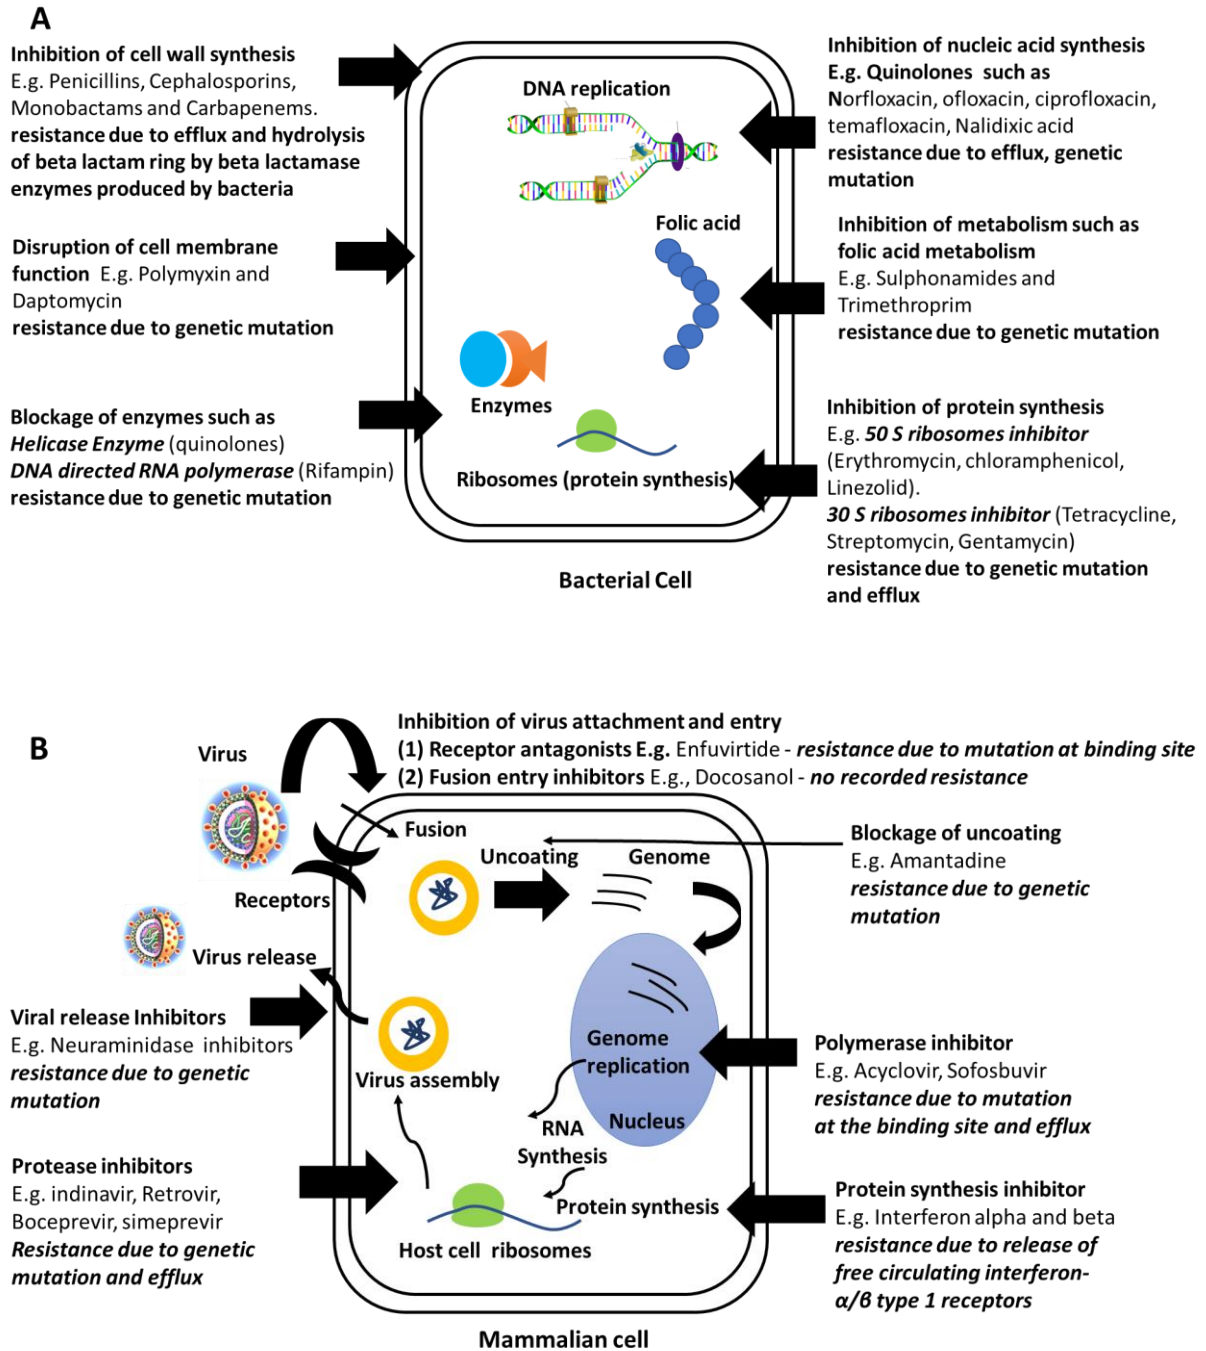 A
Inhibition of cell wall synthesis
E.g. Penicillins, Cephalosporins,
Monobactams and Carbapenems.
resistance due to efflux and hydrolysis
of beta lactam ring by beta lactamase
enzymes produced by bacteria
Disruption of cell membrane
function E.g. Polymyxin and
Daptomycin
resistance due to genetic mutation
Blockage of enzymes such as
Helicase Enzyme (quinolones)
DNA directed RNA polymerase (Rifampin)
resistance due to genetic mutation
DNA replication
Folic acid
Enzymes
Ribosomes (protein synthesis)
Bacterial Cell
Inhibition of nucleic acid synthesis
E.g. Quinolones such as
Norfloxacin, ofloxacin, ciprofloxacin,
temafloxacin, Nalidixic acid
resistance due to efflux, genetic
mutation
Inhibition of metabolism such as
folic acid metabolism
E.g. Sulphonamides and
Trimethroprim
resistance due to genetic mutation
Inhibition of protein synthesis
E.g. 50 S ribosomes inhibitor
(Erythromycin, chloramphenicol,
Linezolid).
30 S ribosomes inhibitor (Tetracycline,
Streptomycin, Gentamycin)
resistance due to genetic mutation
and efflux
B
Virus
Inhibition of virus attachment and entry
(1) Receptor antagonists E.g. Enfuvirtide - resistance due to mutation at binding site
(2) Fusion entry inhibitors E.g., Docosanol - no recorded resistance
Fusion
Uncoating
Genome
Receptors
Virus release
Blockage of uncoating
E.g. Amantadine
resistance due to genetic
mutation
Viral release Inhibitors
E.g. Neuraminidase inhibitors
resistance due to genetic
mutation
Virus assembly
Genome
replication
Nucleus
RNA
Synthesis
Protein synthesis
Host cell ribosomes
Polymerase inhibitor
E.g. Acyclovir, Sofosbuvir
resistance due to mutation
at the binding site and efflux
Protease inhibitors
E.g. indinavir, Retrovir,
Boceprevir, simeprevir
Resistance due to genetic
mutation and efflux
Protein synthesis inhibitor
E.g. Interferon alpha and beta
resistance due to release of
free circulating interferon-
α/β type 1 receptors
Mammalian cell